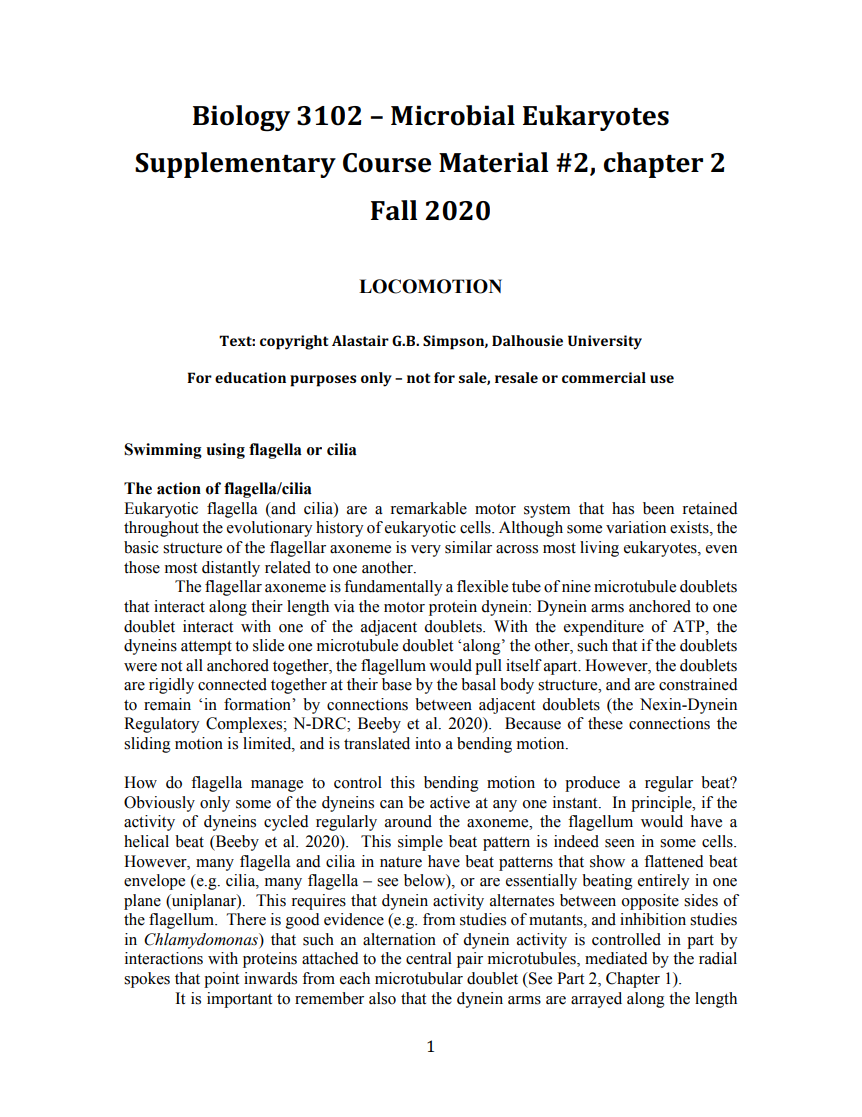 Biology 3102 – Microbial Eukaryotes
Supplementary Course Material #2, chapter 2
Fall 2020
LOCOMOTION
Text: copyright Alastair G.B. Simpson, Dalhousie University
For education purposes only – not for sale, resale or commercial use
Swimming using flagella or cilia
The action of flagella/cilia
Eukaryotic flagella (and cilia) are a remarkable motor system that has been retained
throughout the evolutionary history of eukaryotic cells. Although some variation exists, the
basic structure of the flagellar axoneme is very similar across most living eukaryotes, even
those most distantly related to one another.
The flagellar axoneme is fundamentally a flexible tube of nine microtubule doublets
that interact along their length via the motor protein dynein: Dynein arms anchored to one
doublet interact with one of the adjacent doublets. With the expenditure of ATP, the
dyneins attempt to slide one microtubule doublet ‘along’ the other, such that if the doublets
were not all anchored together, the flagellum would pull itself apart. However, the doublets
are rigidly connected together at their base by the basal body structure, and are constrained
to remain ‘in formation’ by connections between adjacent doublets (the Nexin-Dynein
Regulatory Complexes; N-DRC; Beeby et al. 2020). Because of these connections the
sliding motion is limited, and is translated into a bending motion.
How do flagella manage to control this bending motion to produce a regular beat?
Obviously only some of the dyneins can be active at any one instant. In principle, if the
activity of dyneins cycled regularly around the axoneme, the flagellum would have a
helical beat (Beeby et al. 2020). This simple beat pattern is indeed seen in some cells.
However, many flagella and cilia in nature have beat patterns that show a flattened beat
envelope (e.g. cilia, many flagella – see below), or are essentially beating entirely in one
plane (uniplanar). This requires that dynein activity alternates between opposite sides of
the flagellum. There is good evidence (e.g. from studies of mutants, and inhibition studies
in Chlamydomonas) that such an alternation of dynein activity is controlled in part by
interactions with proteins attached to the central pair microtubules, mediated by the radial
spokes that point inwards from each microtubular doublet (See Part 2, Chapter 1).
It is important to remember also that the dynein arms are arrayed along the length
1